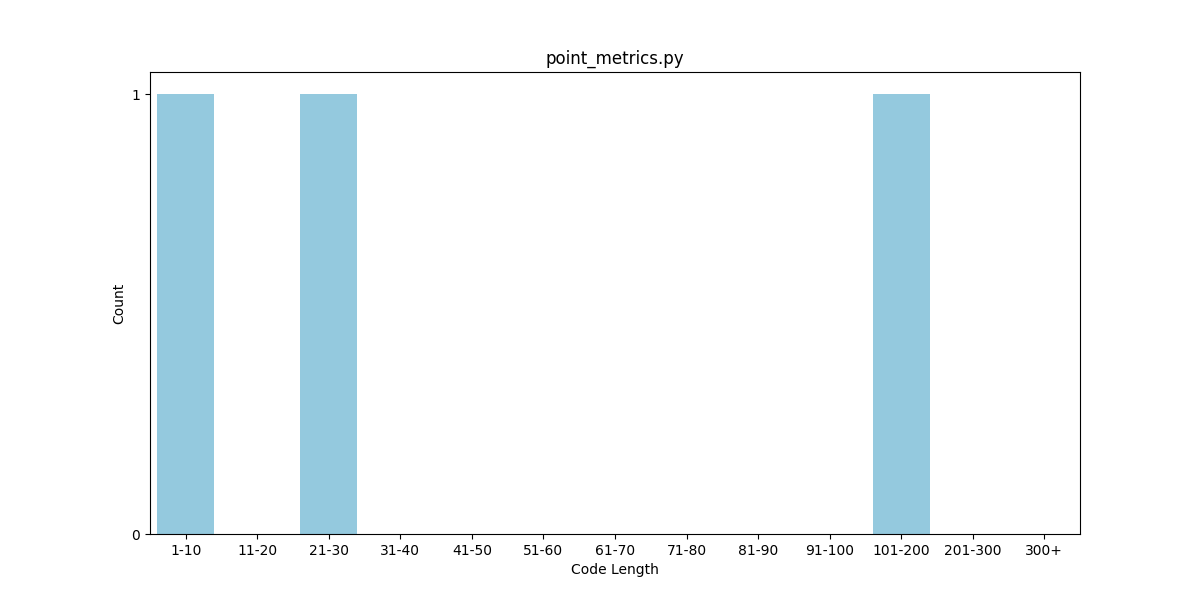 point_metrics.py
1
Count
0
1-10 11-20 21-30 31-40 41-50 51-60 61-70 71-80 81-90 91-100 101-200 201-300 300+
Code Length